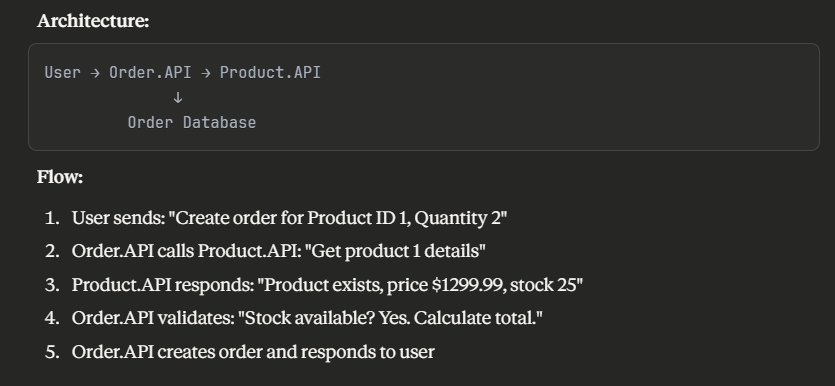 Architecture:
User → Order.API → Product.API
↓
Order Database
Flow:
1. User sends: "Create order for Product ID 1, Quantity 2"
2. Order.API calls Product.API: "Get product 1 details"
3. Product.API responds: "Product exists, price $1299.99, stock 25"
4. Order.API validates: "Stock available? Yes. Calculate total."
5. Order.API creates order and responds to user